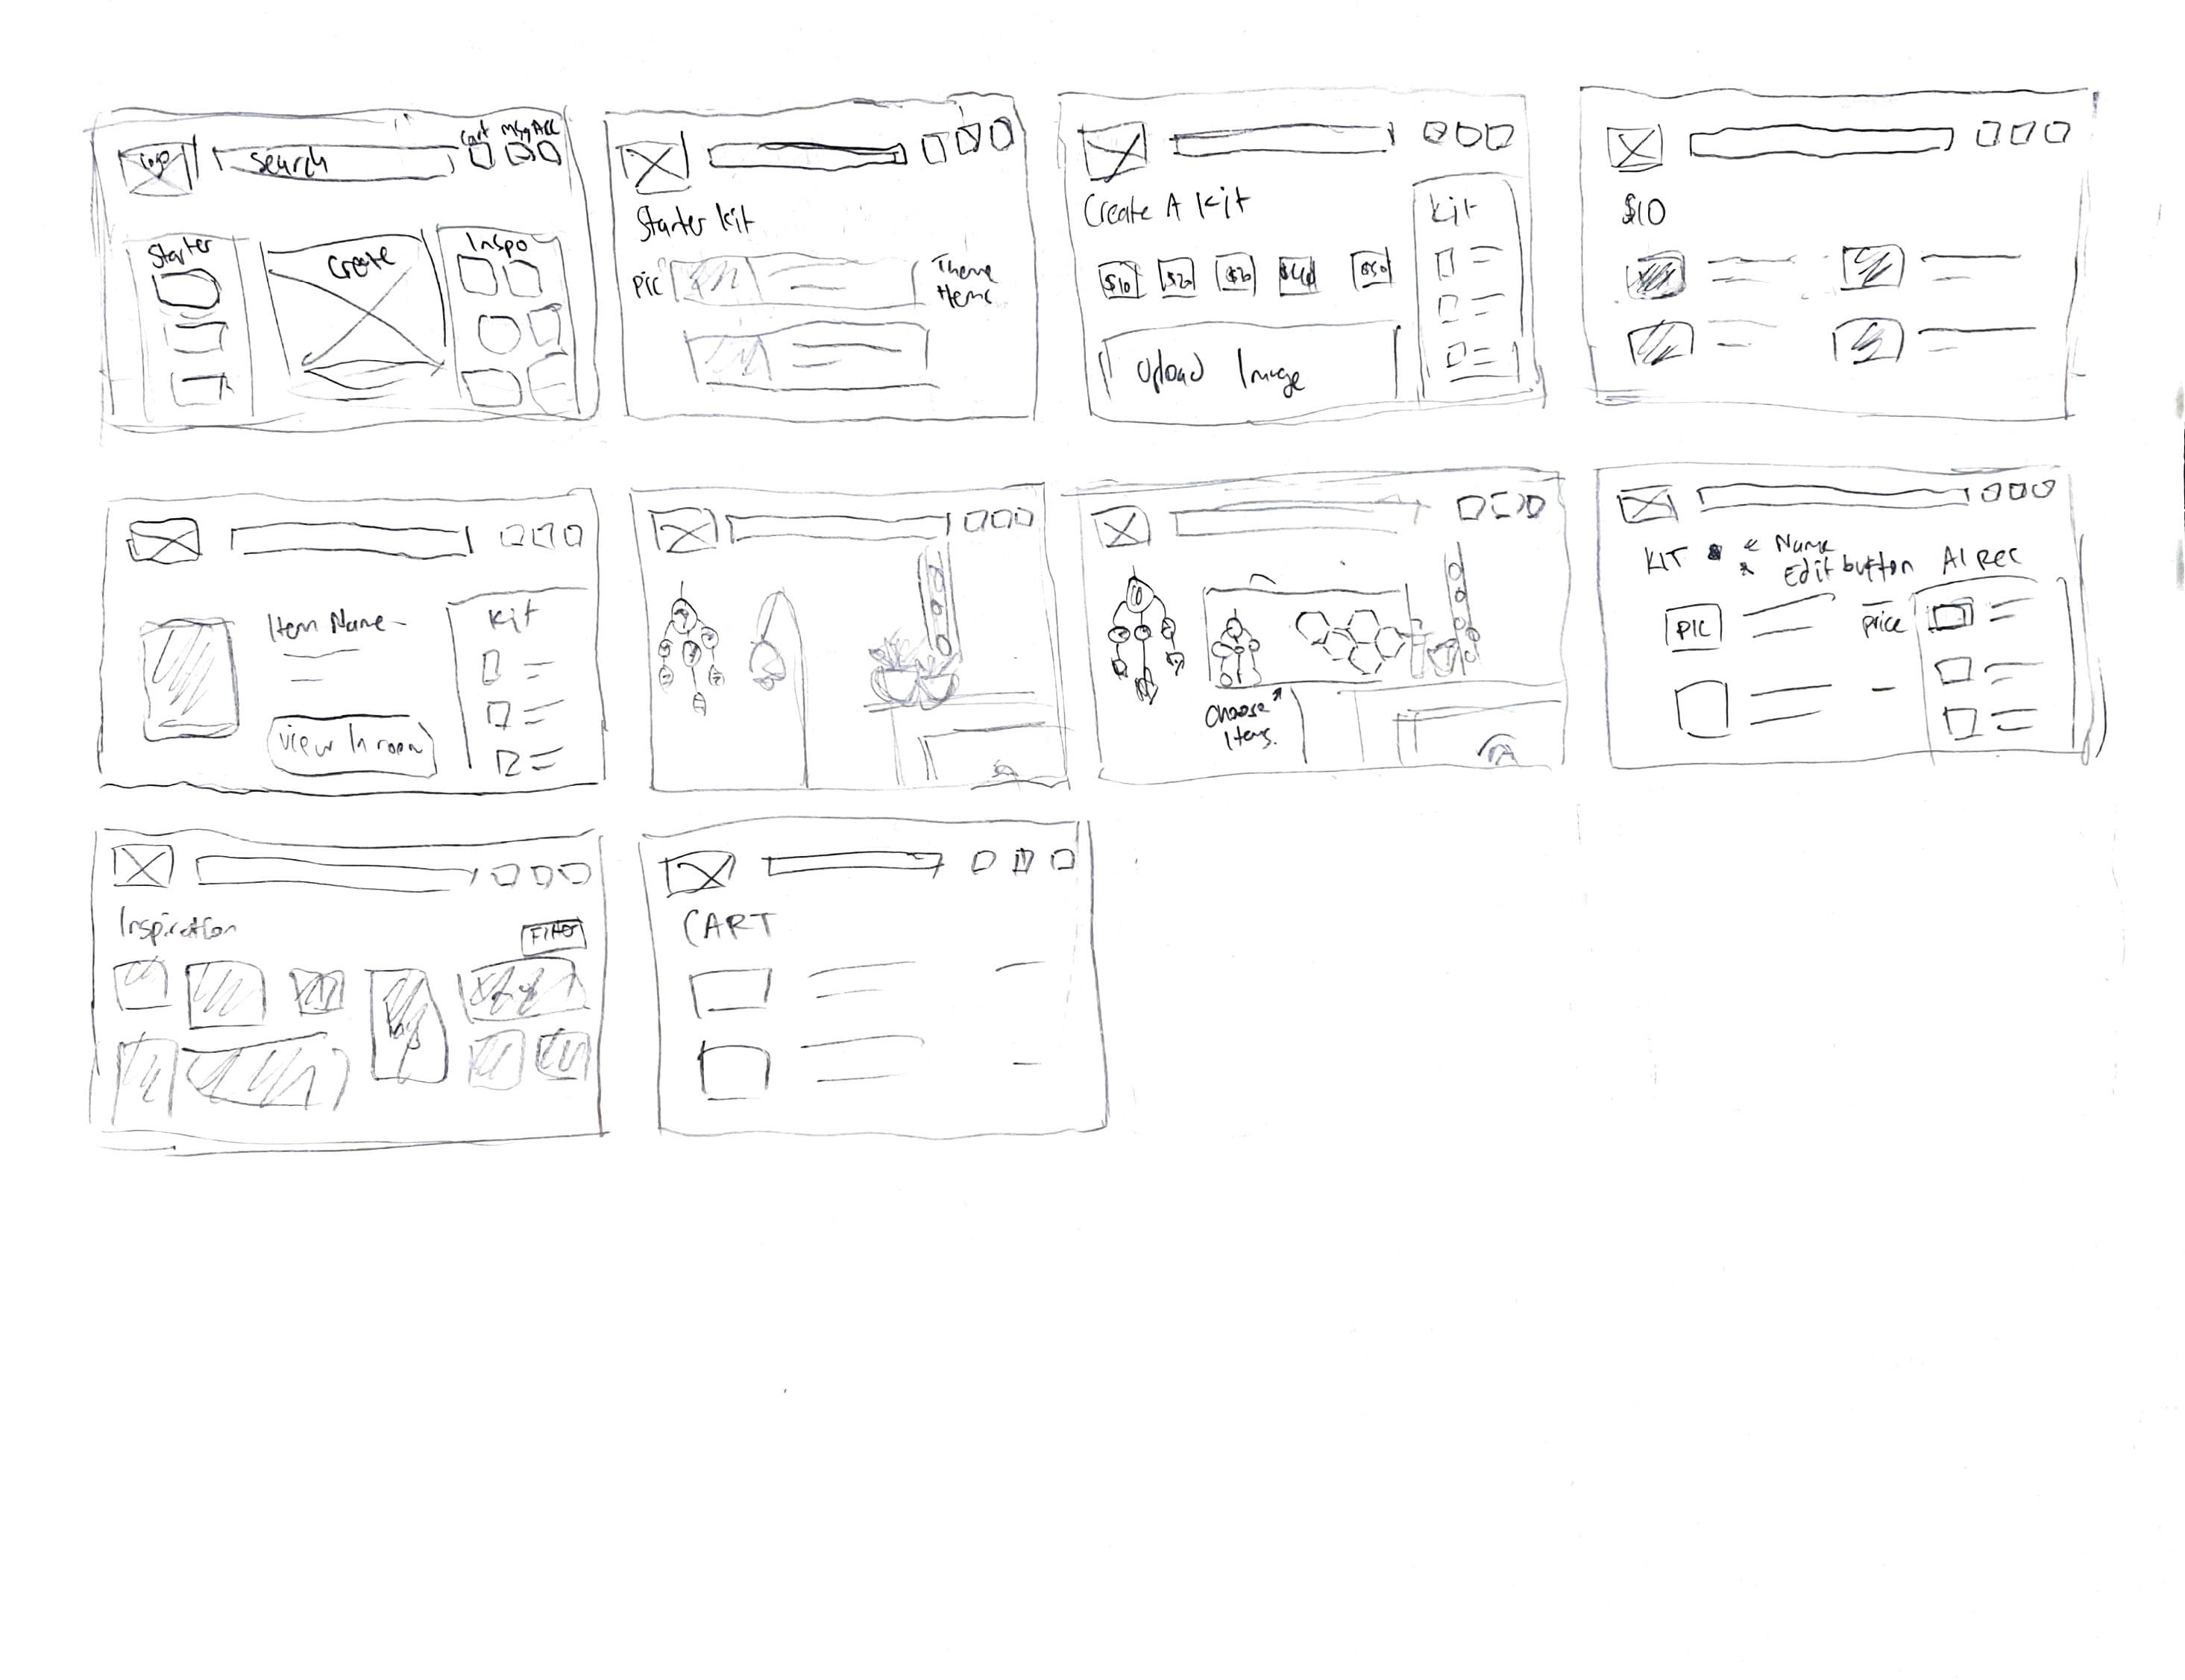 Logo
Search
Cart Msg Acc
Starter
Create
Inspo
Starter Kit
Pic
Theme
Items
Create A Kit
$10 $20 $30 $40 $50
Upload Image
Kit
$10
Item Name
View In room
Kit
Choose
Items.
KIT
Name
Edit button
AI Rec
PIC
price
Inspiration
Filter
CART